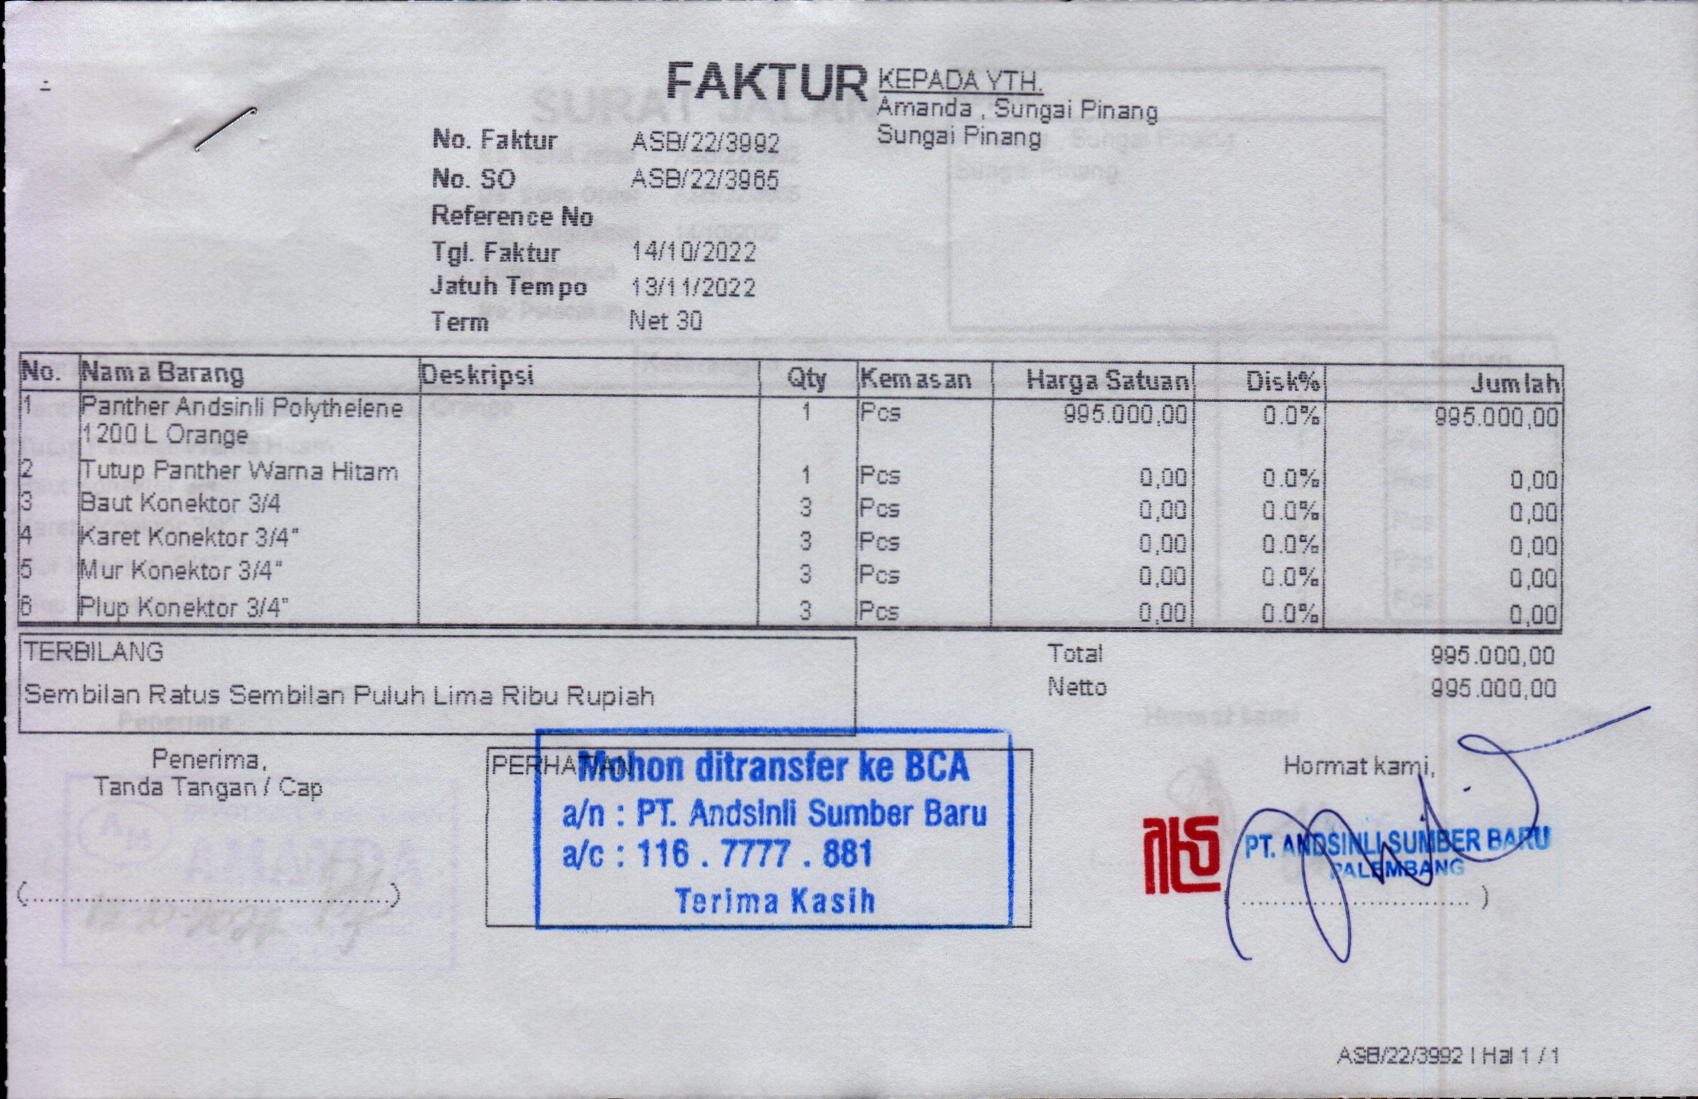 FAKTUR
KEPADA YTH.
Amanda , Sungai Pinang
Sungai Pinang
No. Faktur ASB/22/3992
No. SO ASB/22/3965
Reference No
Tgl. Faktur 14/10/2022
Jatuh Tempo 13/11/2022
Term Net 30
No. Nama Barang Deskripsi Qty Kemasan Harga Satuan Disk% Jumlah
1 Panther Andsinli Polythelene 1 Pcs 995.000,00 0.0% 995.000,00
1200 L Orange
2 Tutup Panther Warna Hitam 1 Pcs 0,00 0.0% 0,00
3 Baut Konektor 3/4 3 Pcs 0,00 0.0% 0,00
4 Karet Konektor 3/4" 3 Pcs 0,00 0.0% 0,00
5 Mur Konektor 3/4" 3 Pcs 0,00 0.0% 0,00
6 Plup Konektor 3/4" 3 Pcs 0,00 0.0% 0,00
TERBILANG
Sembilan Ratus Sembilan Puluh Lima Ribu Rupiah
Total 995.000,00
Netto 995.000,00
Penerima,
Tanda Tangan / Cap
(........................................)
PERHATIAN
Mohon ditransfer ke BCA
a/n : PT. Andsinli Sumber Baru
a/c : 116 . 7777 . 881
Terima Kasih
Hormat kami,
PT. ANDSINLI SUMBER BARU
PALEMBANG
ASB/22/3992 | Hal 1 / 1